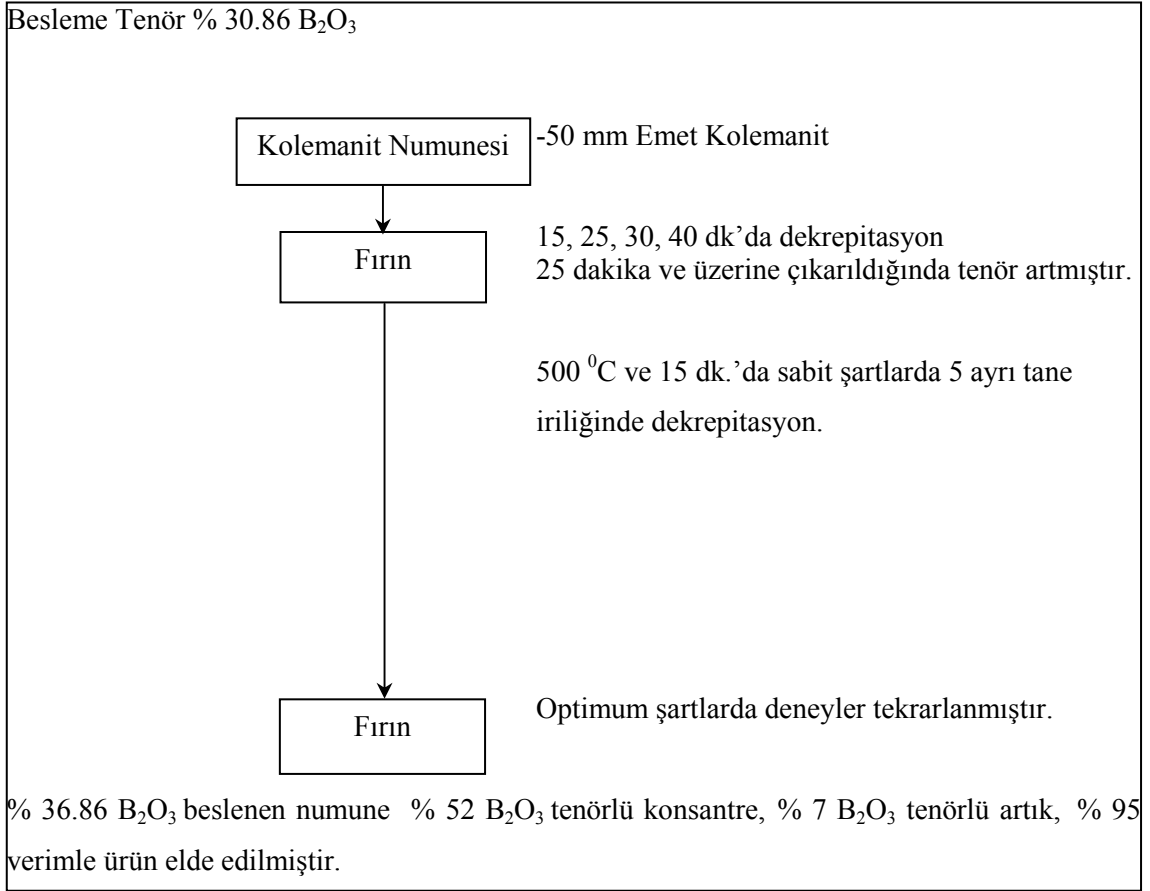 Besleme Tenör % 30.86 B₂O₃
Kolemanit Numunesi
-50 mm Emet Kolemanit
Fırın
15, 25, 30, 40 dk’da dekrepitasyon
25 dakika ve üzerine çıkarıldığında tenör artmıştır.
500 ⁰C ve 15 dk.’da sabit şartlarda 5 ayrı tane
iriliğinde dekrepitasyon.
Fırın
Optimum şartlarda deneyler tekrarlanmıştır.
% 36.86 B₂O₃ beslenen numune % 52 B₂O₃ tenörlü konsantre, % 7 B₂O₃ tenörlü artık, % 95
verimle ürün elde edilmiştir.